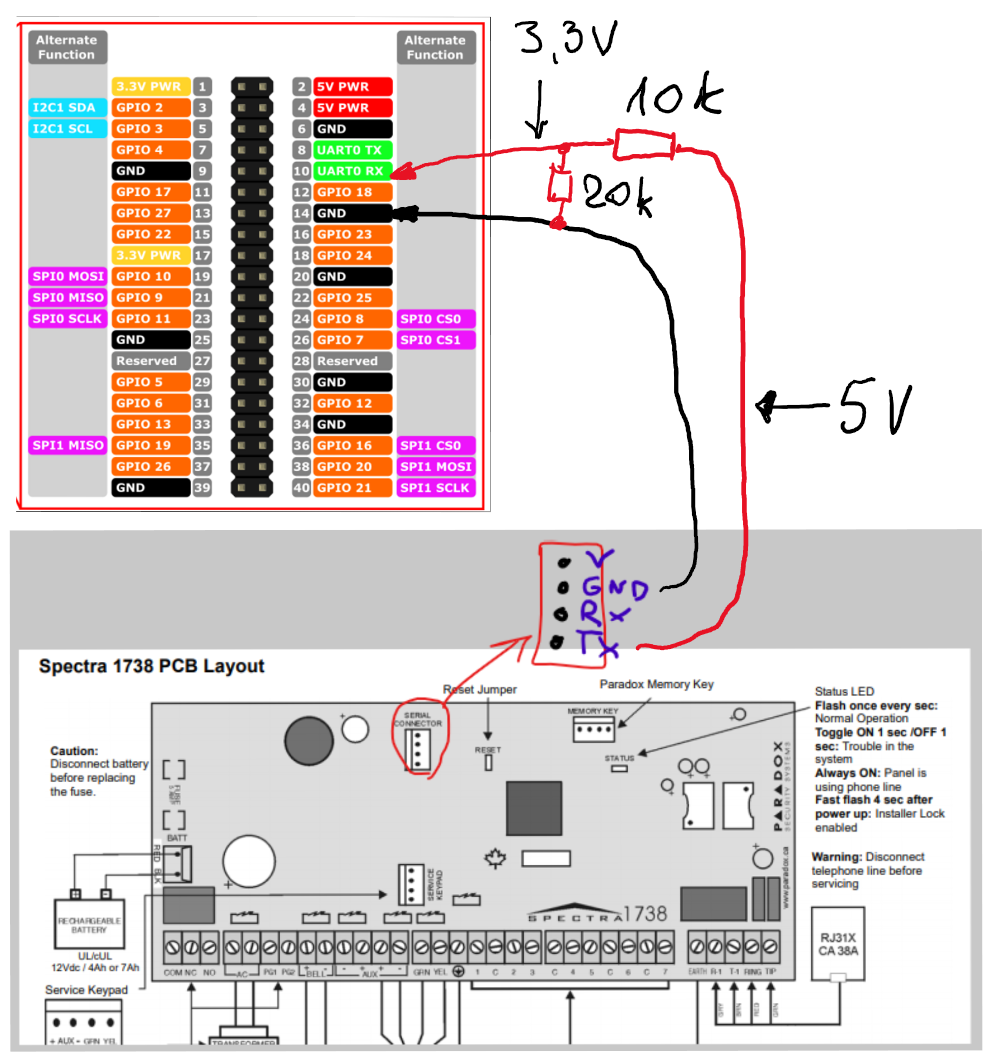 Alternate
Function
Alternate
Function
3.3V PWR 1 2 5V PWR
I2C1 SDA GPIO 2 3 4 5V PWR
I2C1 SCL GPIO 3 5 6 GND
GPIO 4 7 8 UART0 TX
GND 9 10 UART0 RX
GPIO 17 11 12 GPIO 18
GPIO 27 13 14 GND
GPIO 22 15 16 GPIO 23
3.3V PWR 17 18 GPIO 24
SPI0 MOSI GPIO 10 19 20 GND
SPI0 MISO GPIO 9 21 22 GPIO 25
SPI0 SCLK GPIO 11 23 24 GPIO 8 SPI0 CS0
GND 25 26 GPIO 7 SPI0 CS1
Reserved 27 28 Reserved
GPIO 5 29 30 GND
GPIO 6 31 32 GPIO 12
GPIO 13 33 34 GND
SPI1 MISO GPIO 19 35 36 GPIO 16 SPI1 CS0
GPIO 26 37 38 GPIO 20 SPI1 MOSI
GND 39 40 GPIO 21 SPI1 SCLK
3,3V
10k
20k
5V
V
GND
RX
TX
Spectra 1738 PCB Layout
Reset Jumper
Paradox Memory Key
Status LED
Flash once every sec:
Normal Operation
Toggle ON 1 sec /OFF 1
sec: Trouble in the
system
Always ON: Panel is
using phone line
Fast flash 4 sec after
power up: Installer Lock
enabled
Warning: Disconnect
telephone line before
servicing
Caution:
Disconnect battery
before replacing
the fuse.
SERIAL
CONNECTOR
RESET
MEMORY KEY
STATUS
PARADOX
SECURITY SYSTEMS
www.paradox.ca
FUSE
BATT
RED
BLK
SERVICE
KEYPAD
SPECTRA 1738
RECHARGEABLE
BATTERY
UL/cUL
12Vdc / 4Ah or 7Ah
RJ31X
CA 38A
COM NC NO AC PG1 PG2 + BELL - - + AUX + - GRN YEL 1 C 2 3 C 4 5 C 6 C 7 EARTH R-1 T-1 RING TIP
GRY
BRN
RED
GRN
Service Keypad
+ AUX - GRN YEL
TRANSFORMER